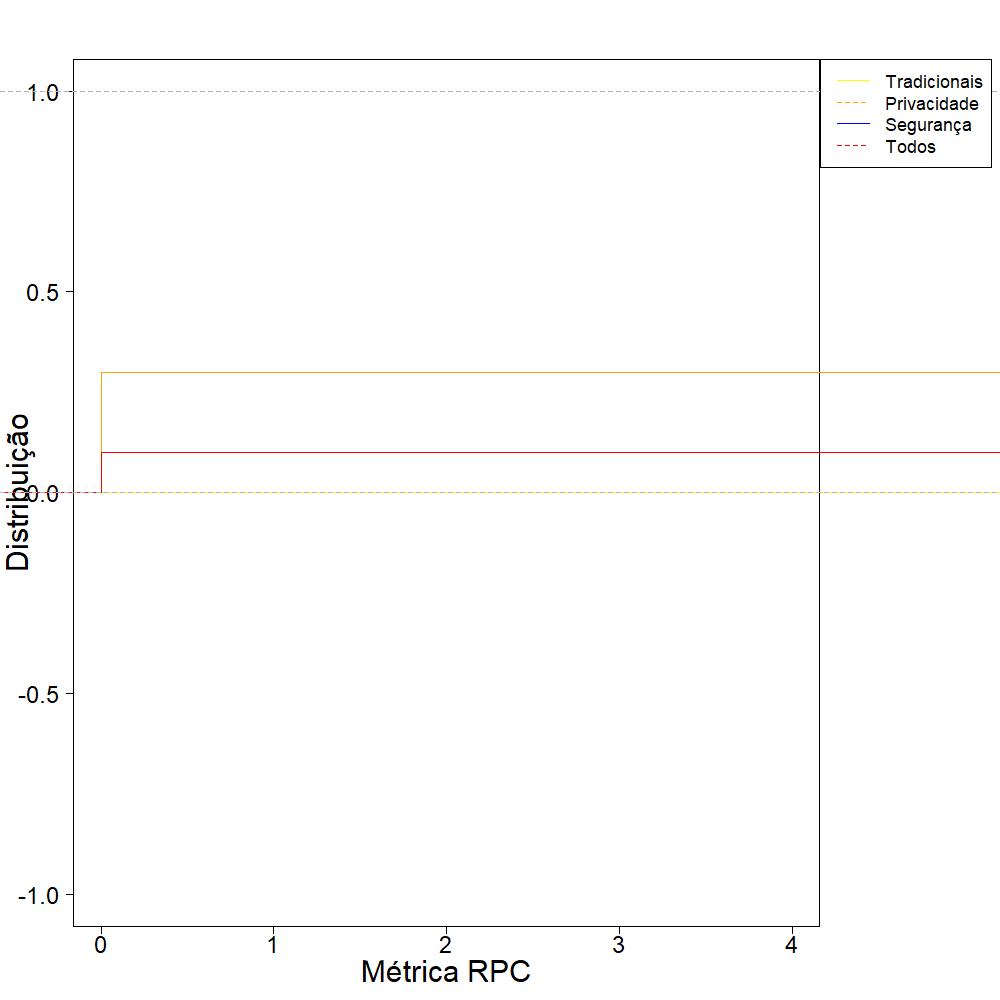 Tradicionais
Privacidade
Segurança
Todos
1.0
0.5
0.0
-0.5
-1.0
Distribuição
0 1 2 3 4
Métrica RPC